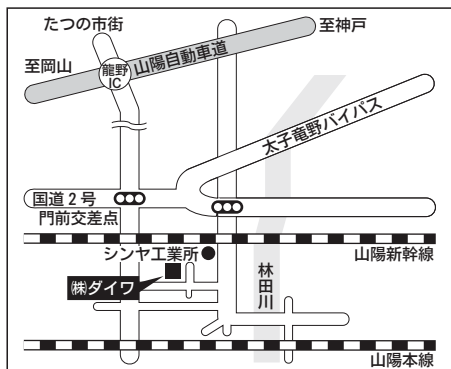 たつの市街
至神戸
山陽自動車道
至岡山
龍野
IC
太子竜野バイパス
国道2号
門前交差点
シンヤ工業所
山陽新幹線
㈱ダイワ
林田川
山陽本線